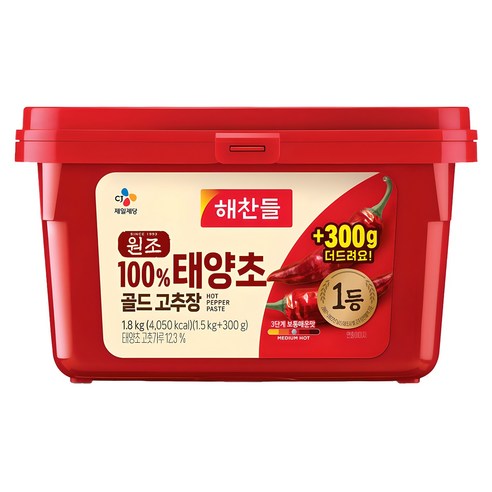 CJ
제일제당
해찬들
SINCE 1993
원조
100% 태양초
골드 고추장
HOT
PEPPER
PASTE
1.8 kg (4,050 kcal)(1.5 kg+300 g)
태양초 고춧가루 12.3 %
+300g
더드려요!
1등
3단계 보통매운맛
MEDIUM HOT